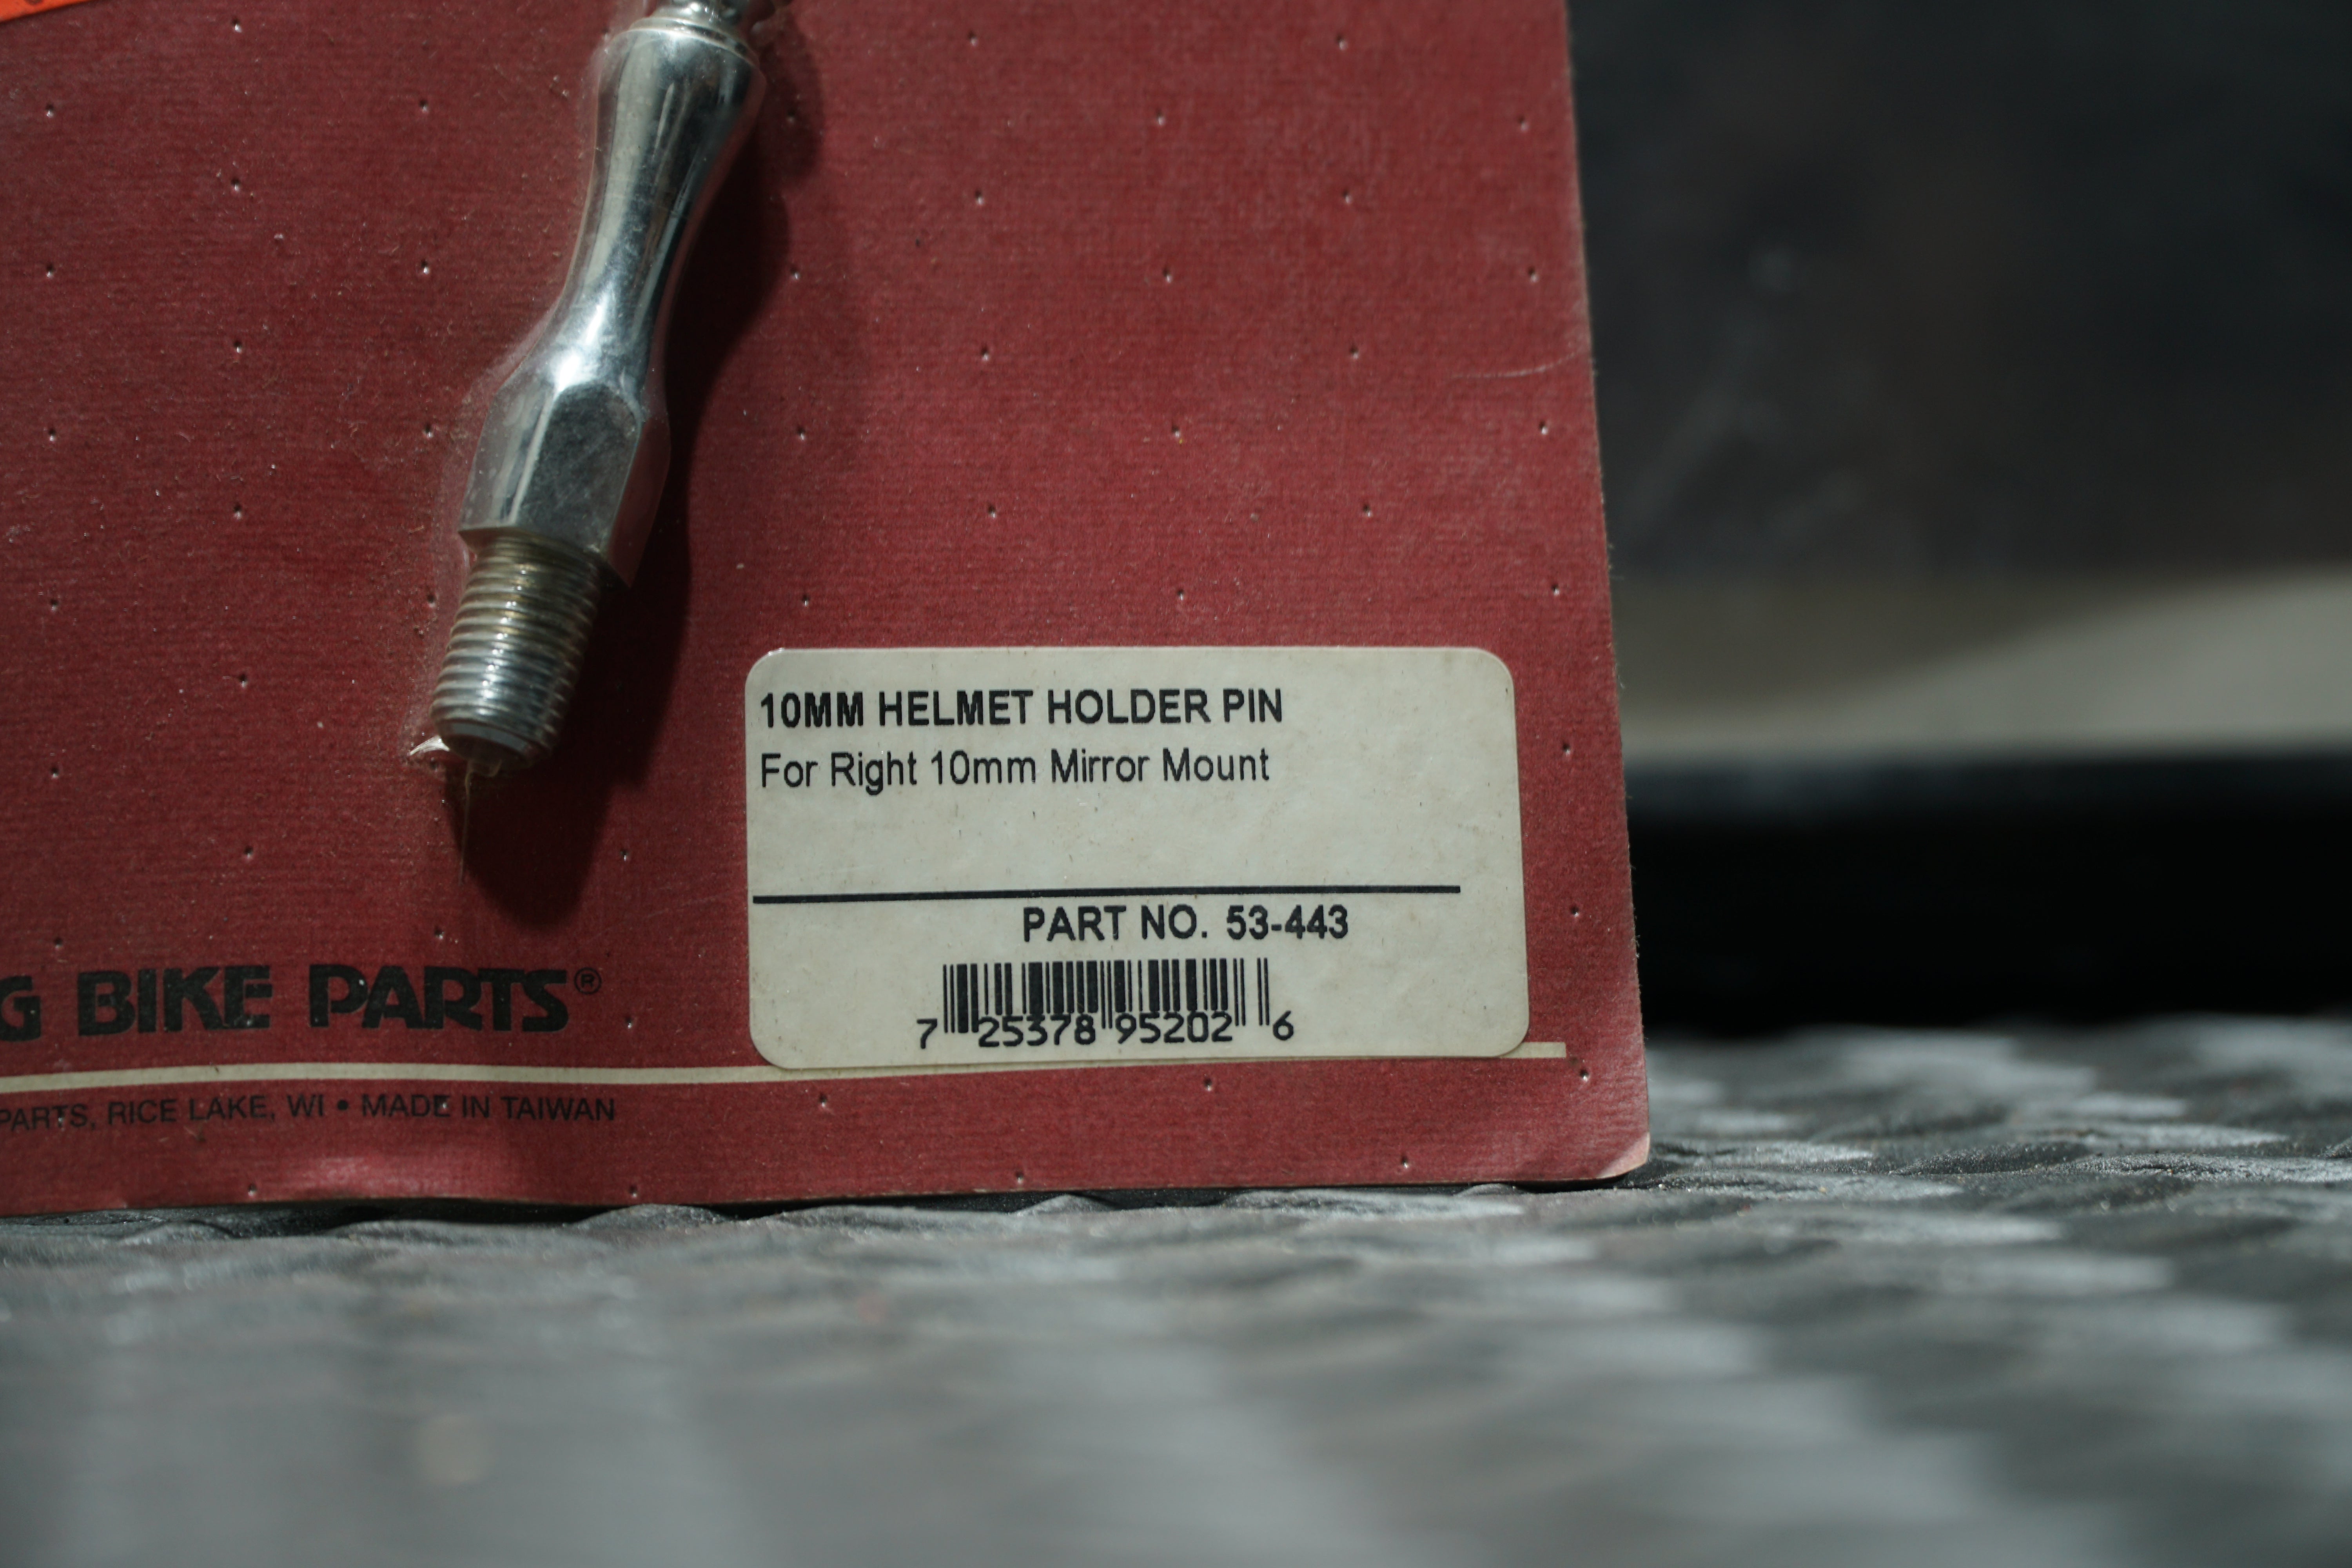 10MM HELMET HOLDER PIN
For Right 10mm Mirror Mount
PART NO. 53-443
7 25378 95202 6
G BIKE PARTS®
PARTS, RICE LAKE, WI • MADE IN TAIWAN